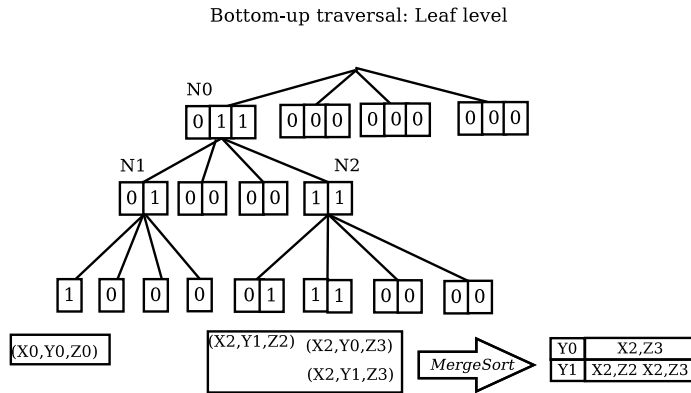 Bottom-up traversal: Leaf level
N0
0 1 1 0 0 0 0 0 0 0 0 0
N1 N2
0 1 0 0 0 0 1 1
1 0 0 0 0 1 1 1 0 0 0 0
(X0,Y0,Z0)
(X2,Y1,Z2) (X2,Y0,Z3)
(X2,Y1,Z3)
MergeSort
Y0 X2,Z3
Y1 X2,Z2 X2,Z3